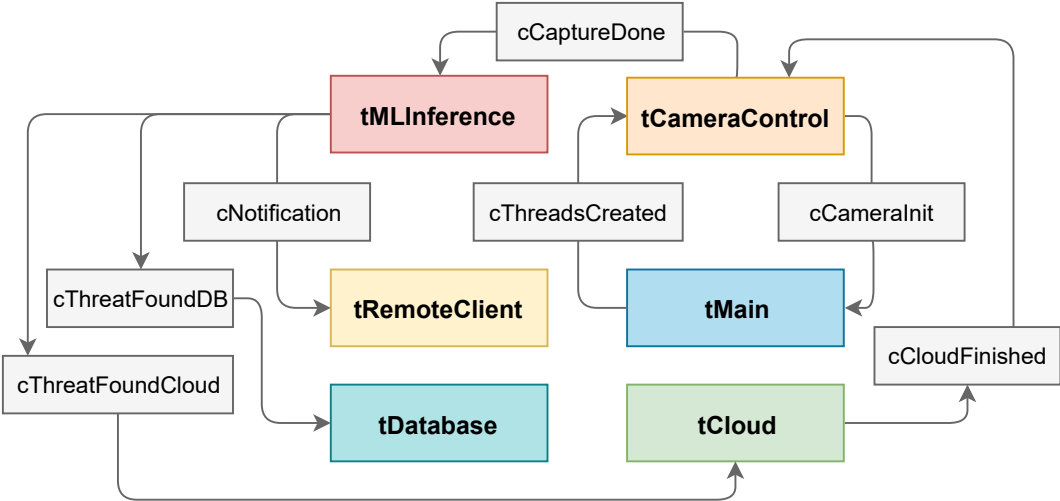 cCaptureDone
tMLInference
tCameraControl
cNotification
cThreadsCreated
cCameraInit
cThreatFoundDB
tRemoteClient
tMain
cThreatFoundCloud
cCloudFinished
tDatabase
tCloud